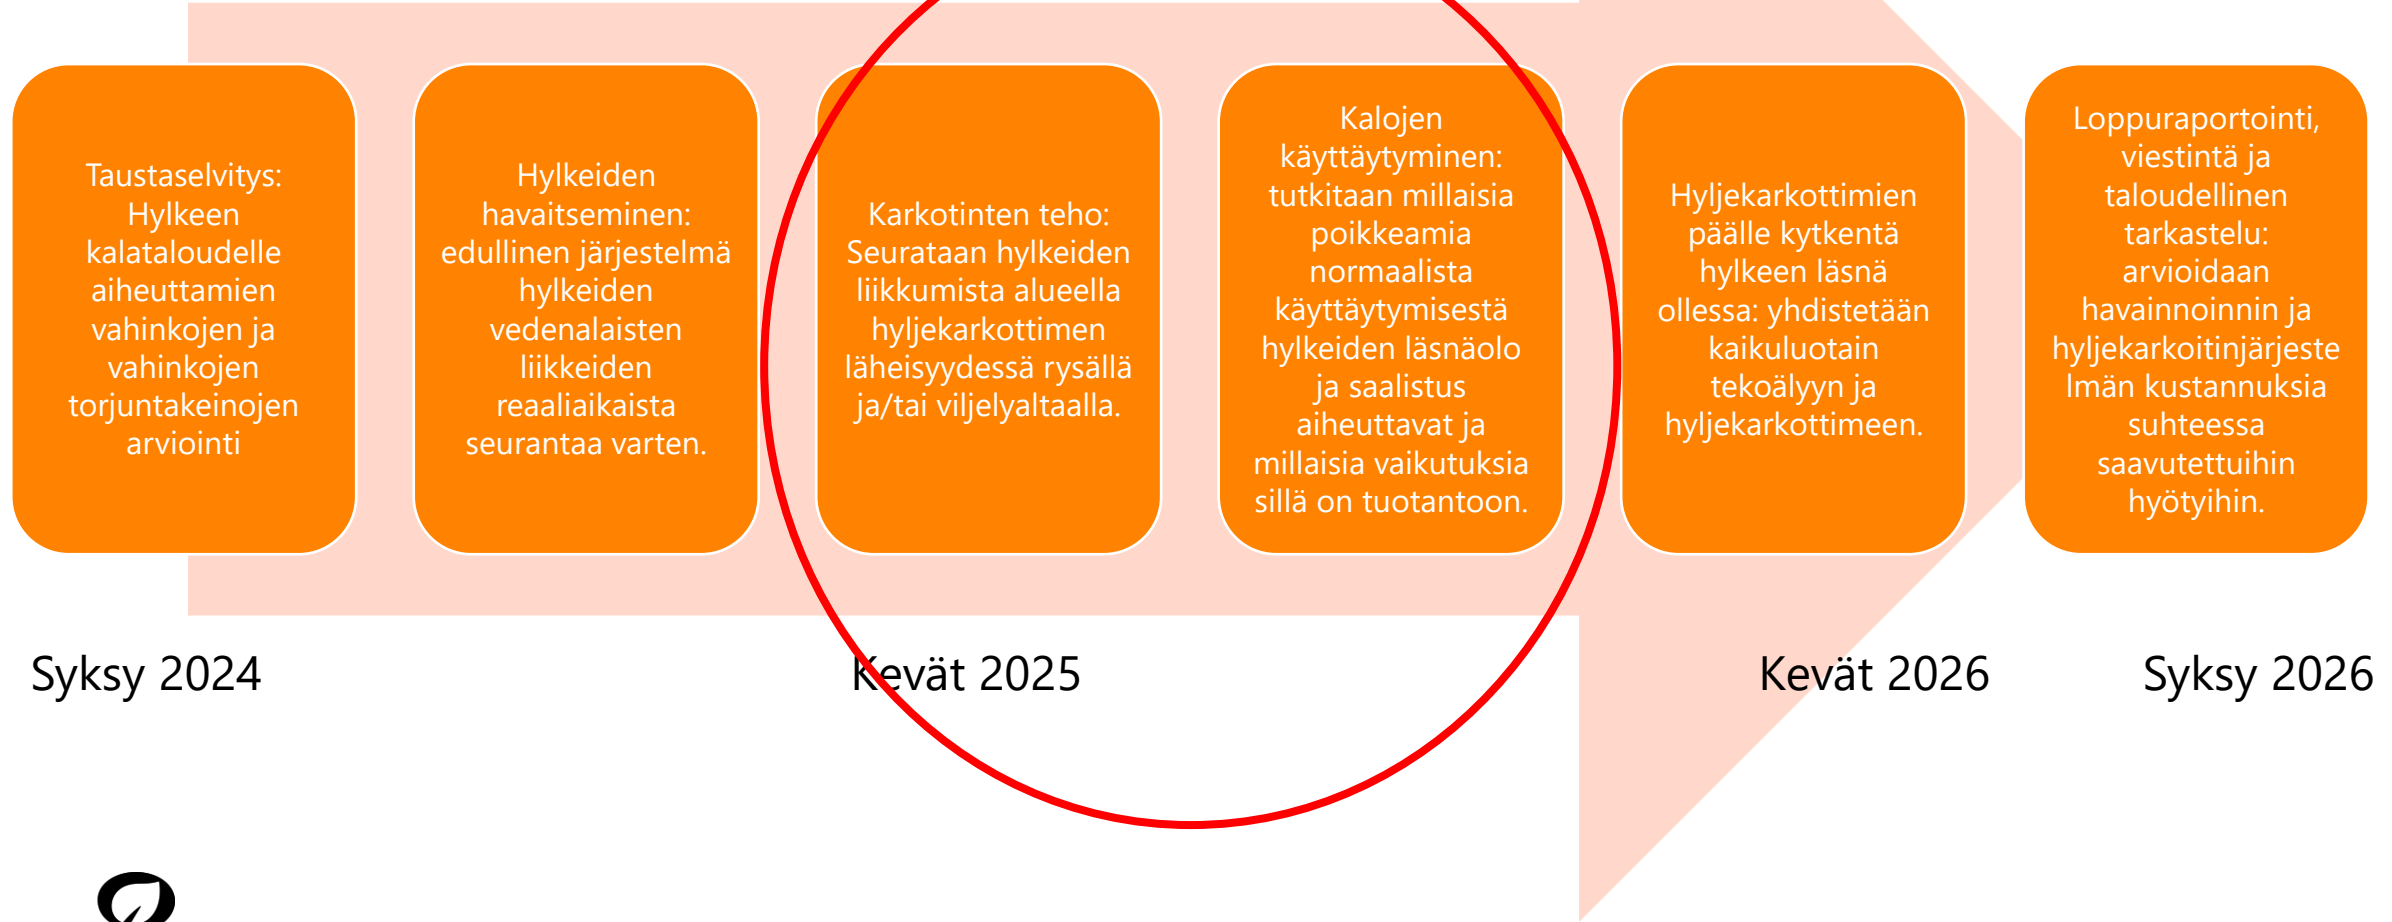 Taustaselvitys:
Hylkeen
kalataloudelle
aiheuttamien
vahinkojen ja
vahinkojen
torjuntakeinojen
arviointi
Hylkeiden
havaitseminen:
edullinen järjestelmä
hylkeiden
vedenalaisten
liikkeiden
reaaliaikaista
seurantaa varten.
Karkotinten teho:
Seurataan hylkeiden
liikkumista alueella
hyljekarkottimen
läheisyydessä rysällä
ja/tai viljelyaltaalla.
Kalojen
käyttäytyminen:
tutkitaan millaisia
poikkeamia
normaalista
käyttäytymisestä
hylkeiden läsnäolo
ja saalistus
aiheuttavat ja
millaisia vaikutuksia
sillä on tuotantoon.
Hyljekarkottimien
päälle kytkentä
hylkeen läsnä
ollessa: yhdistetään
kaikuluotain
tekoälyyn ja
hyljekarkottimeen.
Loppuraportointi,
viestintä ja
taloudellinen
tarkastelu:
arvioidaan
havainnoinnin ja
hyljekarkoitinjärjeste
lmän kustannuksia
suhteessa
saavutettuihin
hyötyihin.
Syksy 2024
Kevät 2025
Kevät 2026
Syksy 2026